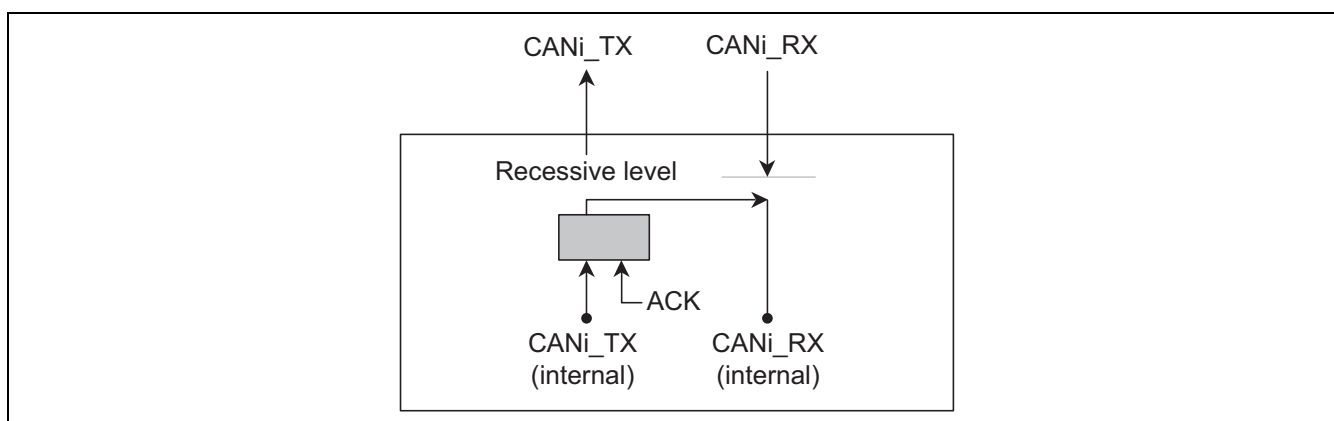 CANi_TX
CANi_RX
Recessive level
ACK
CANi_TX
(internal)
CANi_RX
(internal)